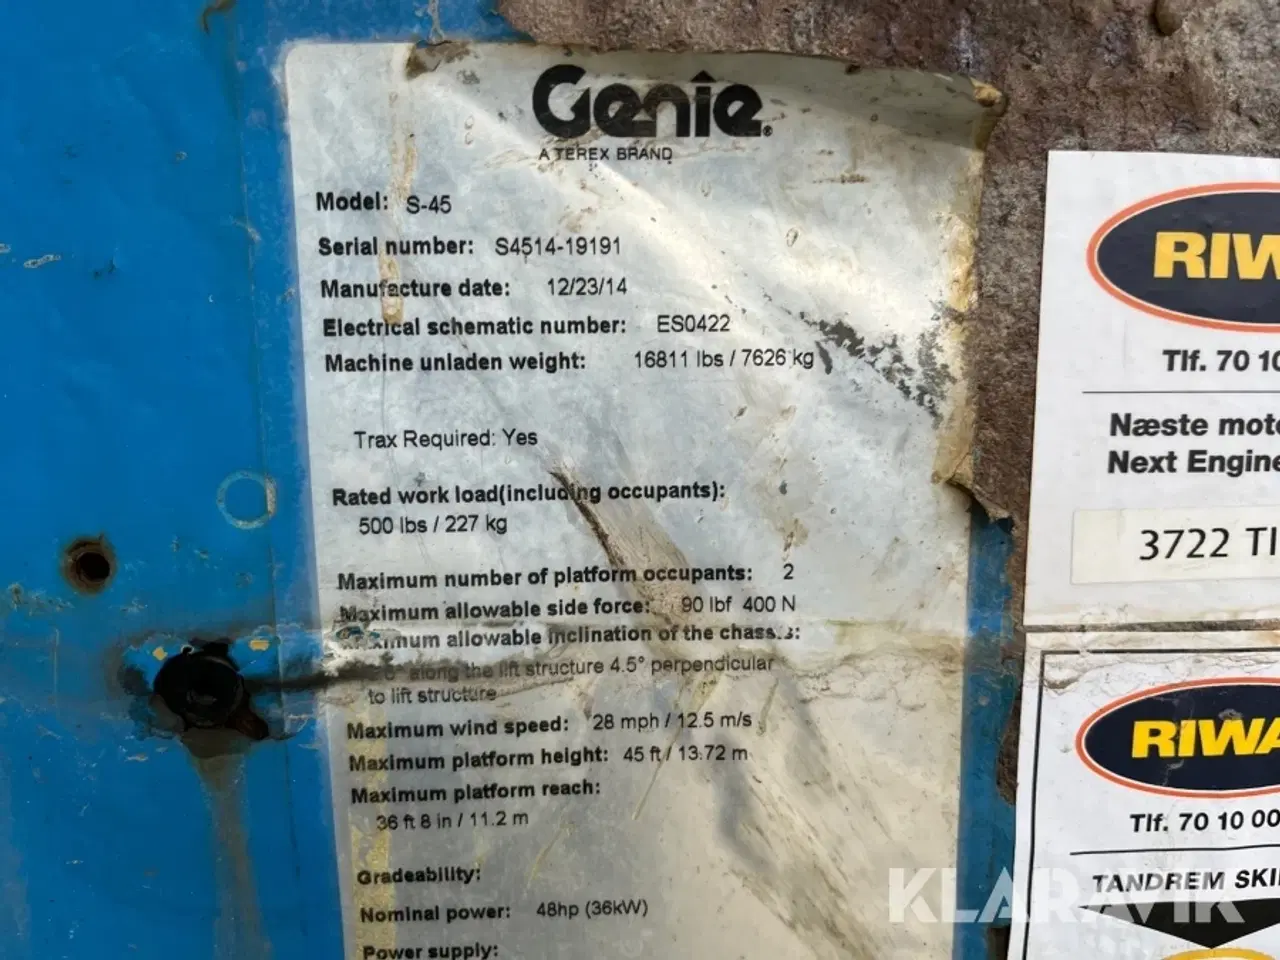 Genie
A TEREX BRAND
Model: S-45
Serial number: S4514-19191
Manufacture date: 12/23/14
Electrical schematic number: ES0422
Machine unladen weight: 16811 lbs / 7626 kg
Trax Required: Yes
Rated work load(including occupants):
500 lbs / 227 kg
Maximum number of platform occupants: 2
Maximum allowable side force: 90 lbf 400 N
allowable inclination of the chassis:
along the lift structure 4.5° perpendicular
to lift structure
Maximum wind speed: 28 mph / 12.5 m/s
Maximum platform height: 45 ft / 13.72 m
Maximum platform reach:
36 ft 8 in / 11.2 m
Gradeability:
Nominal power: 48hp (36kW)
Power supply:
RIW
Tlf. 70 10
Næste mot
Next Engine
3722 TI
RIWA
Tlf. 70 10 00
TANDREM SKI
KLARAVIK